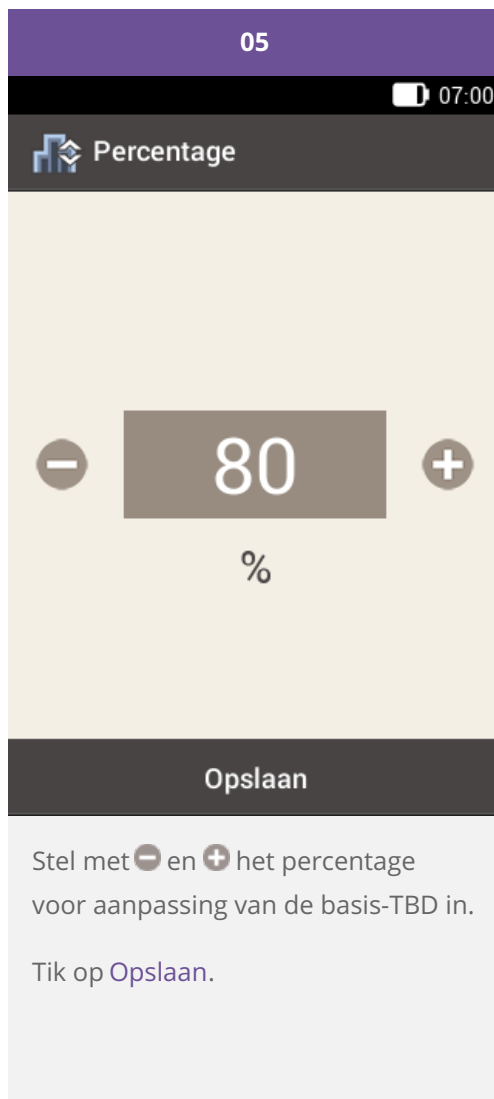 05
07:00
Percentage
80
%
Opslaan
Stel met en het percentage
voor aanpassing van de basis-TBD in.
Tik op Opslaan.